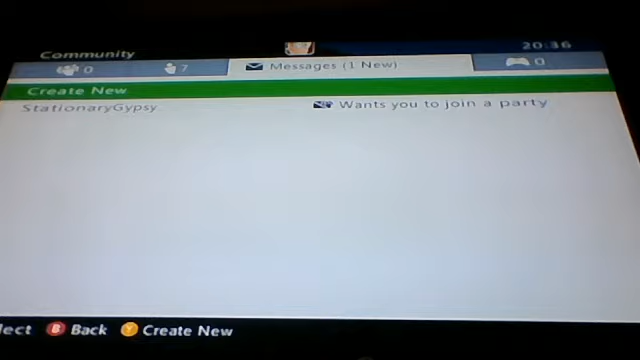 Community
20:36
0
7
Messages (1 New)
0
Create New
StationaryGypsy
Wants you to join a party
lect B Back Y Create New